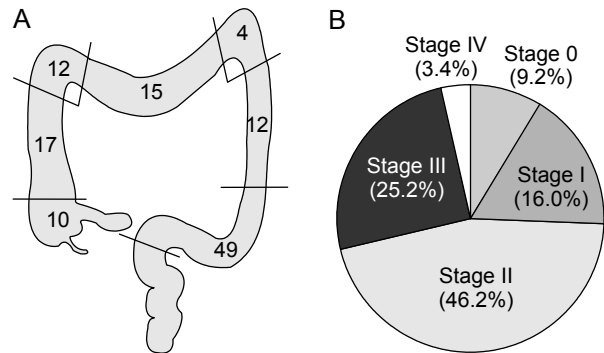 A
12
15
4
12
17
10
49
B
Stage IV
(3.4%)
Stage 0
(9.2%)
Stage III
(25.2%)
Stage I
(16.0%)
Stage II
(46.2%)